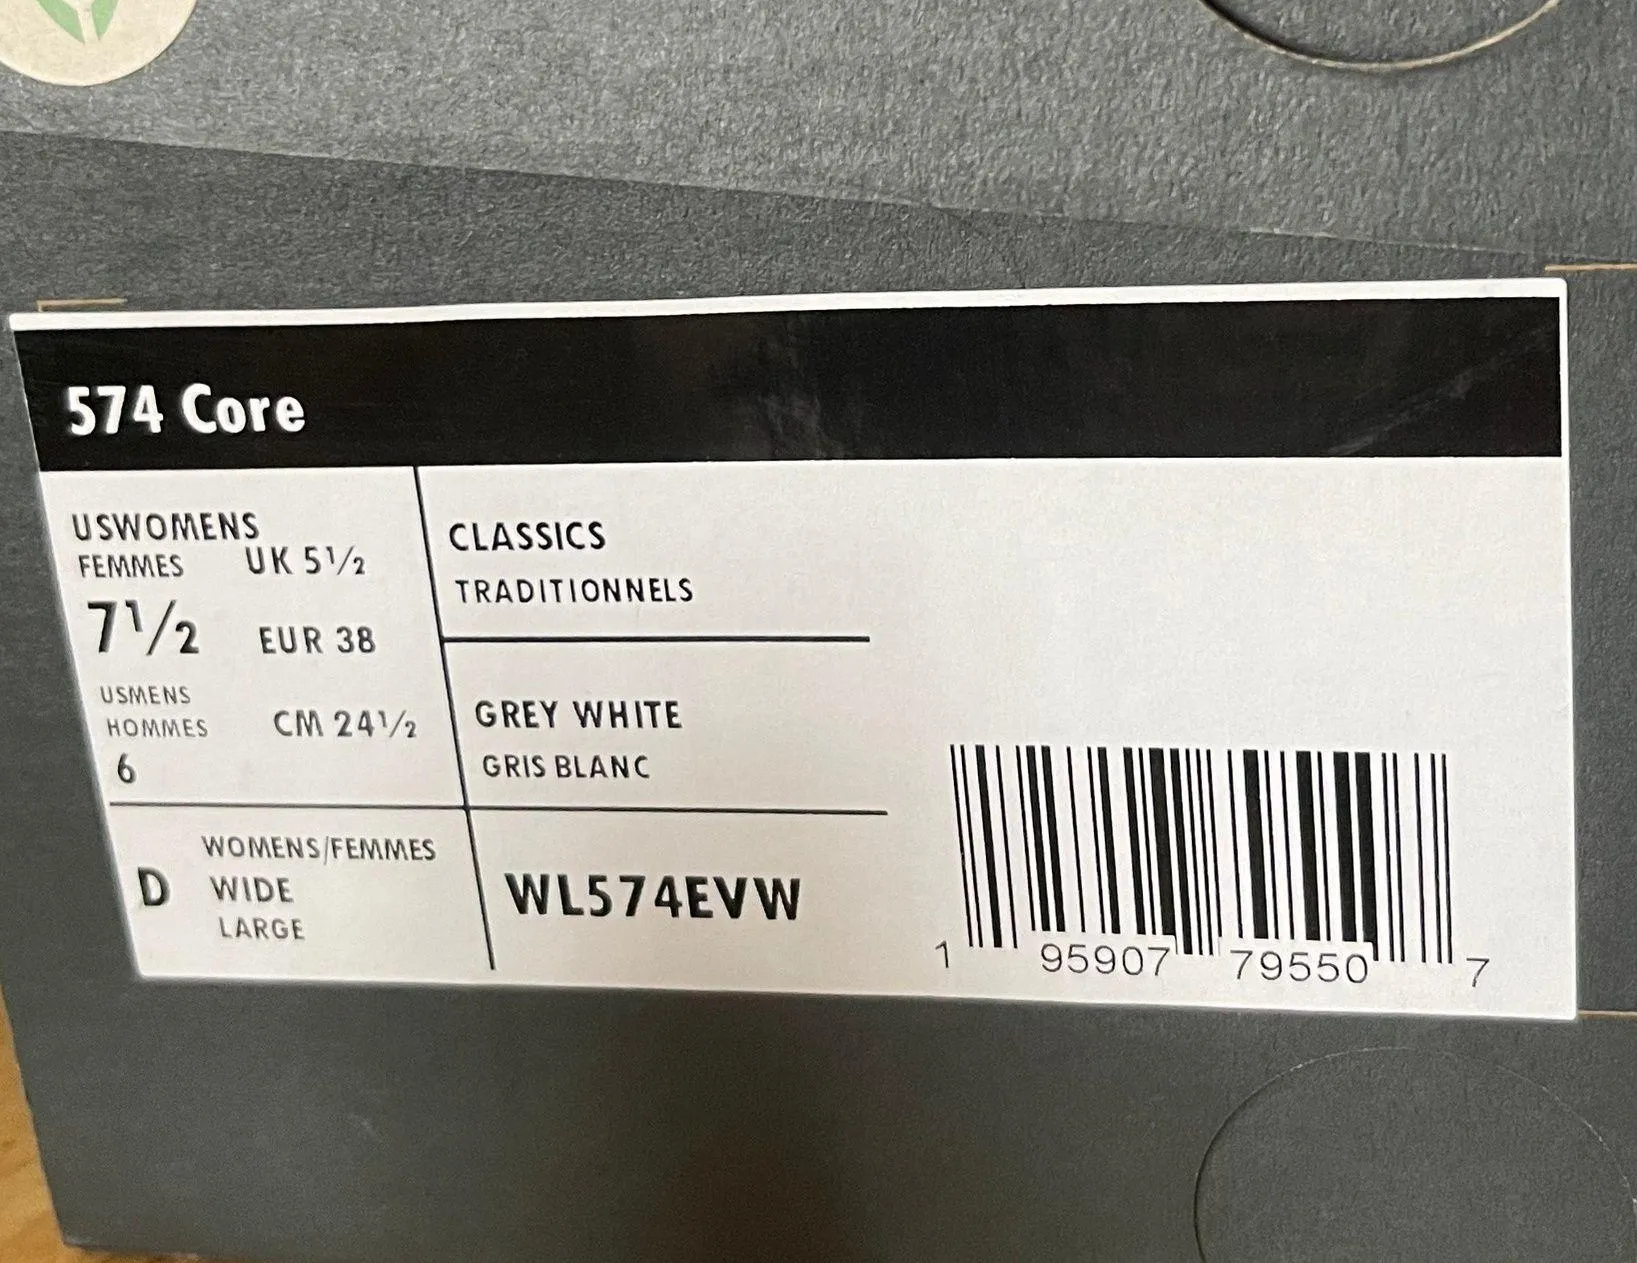 574 Core
USWOMENS
FEMMES UK 5½
7½ EUR 38
USMENS
HOMMES CM 24½
6
CLASSICS
TRADITIONNELS
GREY WHITE
GRIS BLANC
D WOMENS/FEMMES
WIDE
LARGE
WL574EVW
1 95907 79550 7